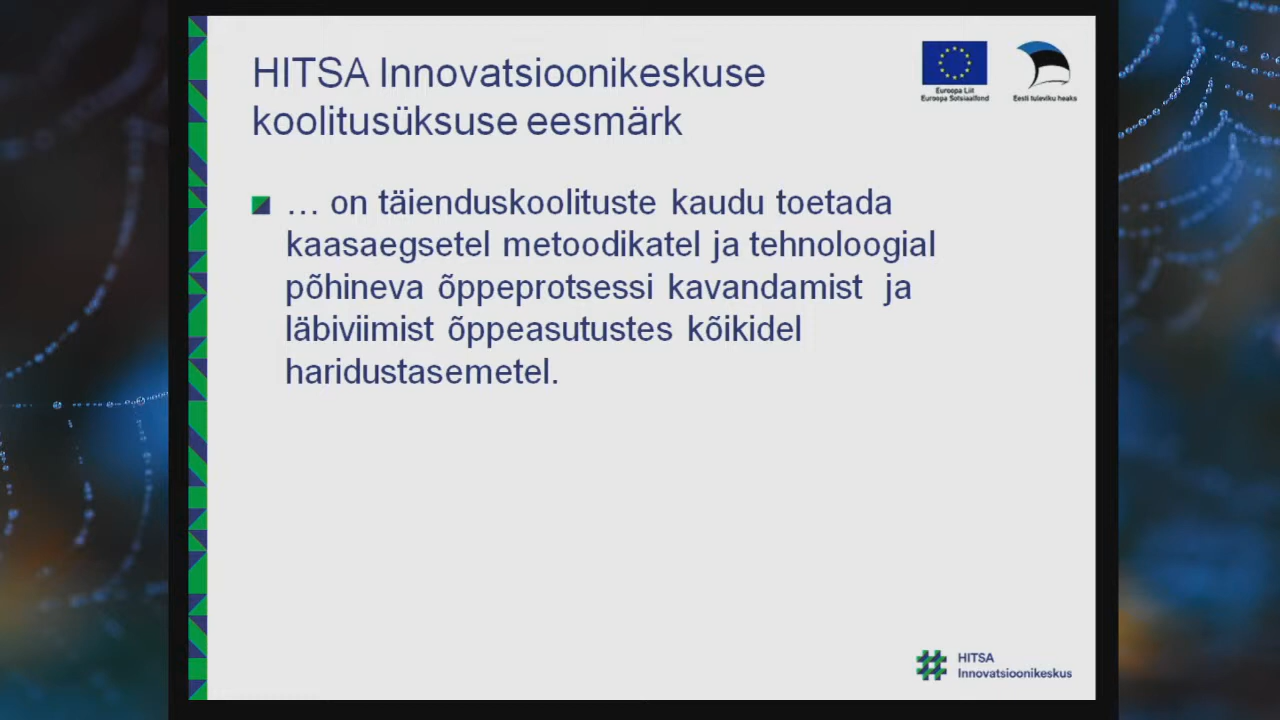 HITSA Innovatsioonikeskuse
koolitusüksuse eesmärk
Euroopa Liit
Euroopa Sotsiaalfond
Eesti tuleviku heaks
… on täienduskoolituste kaudu toetada
kaasaegsetel metoodikatel ja tehnoloogial
põhineva õppeprotsessi kavandamist ja
läbiviimist õppeasutustes kõikidel
haridustasemetel.
HITSA
Innovatsioonikeskus